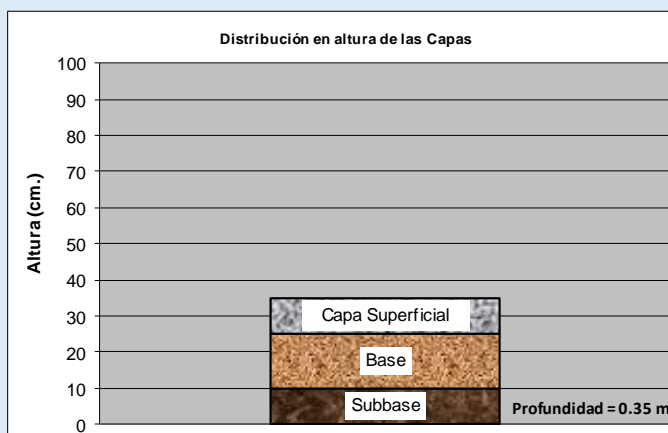 Distribución en altura de las Capas
Altura (cm.)
100
90
80
70
60
50
40
30
20
10
0
Capa Superficial
Base
Subbase
Profundidad = 0.35 m